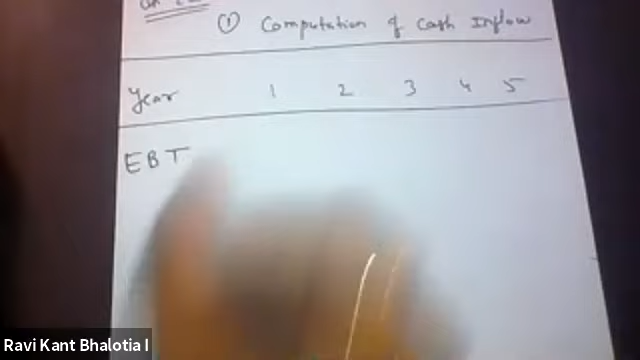 ① Computation of Cash Inflow
Year 1 2 3 4 5
EBT
Ravi Kant Bhalotia I